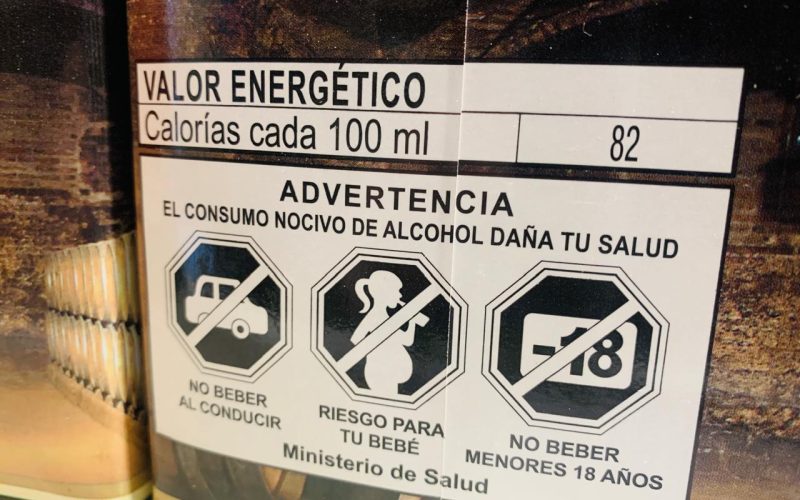 VALOR ENERGÉTICO
Calorías cada 100 ml 82
ADVERTENCIA
EL CONSUMO NOCIVO DE ALCOHOL DAÑA TU SALUD
-18
NO BEBER
AL CONDUCIR
RIESGO PARA
TU BEBÉ
NO BEBER
MENORES 18 AÑOS
Ministerio de Salud